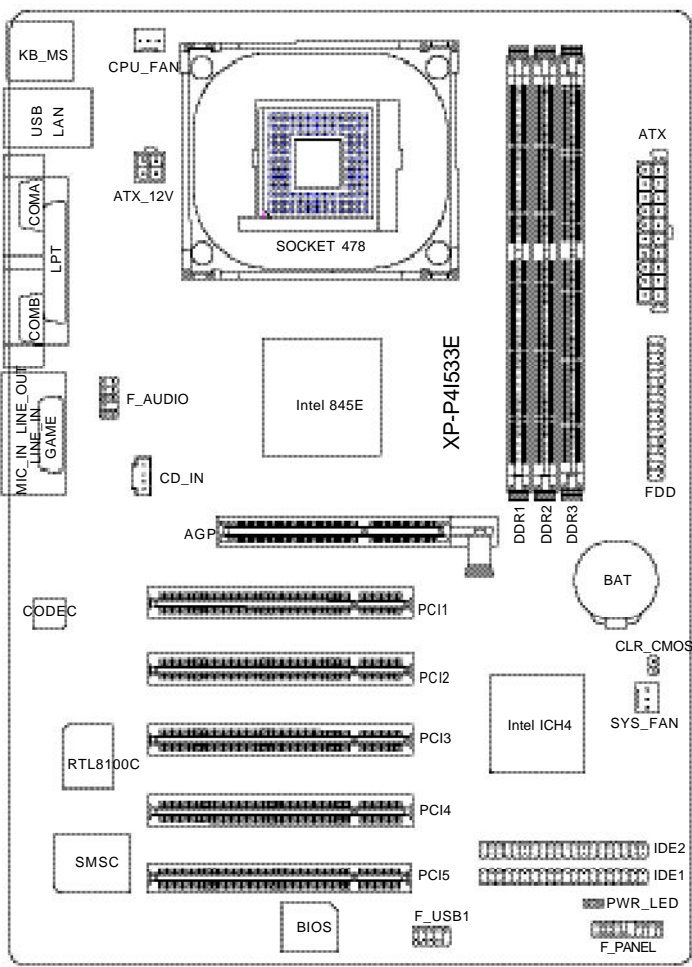 KB_MS
CPU_FAN
USB
LAN
ATX
ATX_12V
COMA
LPT
SOCKET 478
COMB
XP-P4I533E
Intel 845E
F_AUDIO
MIC_IN LINE_OUT
LINE_IN
GAME
CD_IN
FDD
DDR1
DDR2
DDR3
AGP
BAT
CODEC
PCI1
CLR_CMOS
PCI2
SYS_FAN
Intel ICH4
PCI3
RTL8100C
PCI4
IDE2
SMSC
PCI5
IDE1
PWR_LED
F_USB1
BIOS
F_PANEL